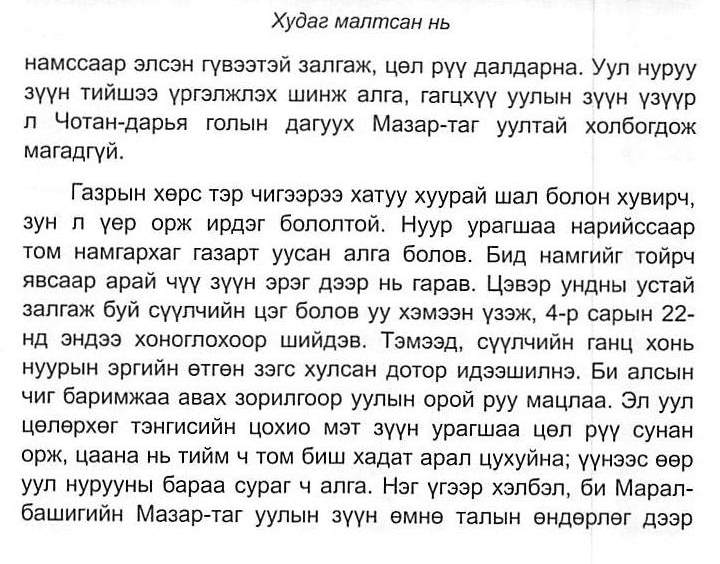 Худаг малтсан нь
намссаар элсэн гүвээтэй залгаж, цөл рүү далдарна. Уул нуруу
зүүн тийшээ үргэлжлэх шинж алга, гагцхүү уулын зүүн үзүүр
л Чотан-дарья голын дагуух Мазар-таг уултай холбогдож
магадгүй.
Газрын хөрс тэр чигээрээ хатуу хуурай шал болон хувирч,
зун л үер орж ирдэг бололтой. Нуур урагшаа нарийссаар
том намгархаг газарт уусан алга болов. Бид намгийг тойрч
явсаар арай чүү зүүн эрэг дээр нь гарав. Цэвэр ундны устай
залгаж буй сүүлчийн цэг болов уу хэмээн үзэж, 4-р сарын 22-
нд эндээ хоноглохоор шийдэв. Тэмээд, сүүлчийн ганц хонь
нуурын эргийн өтгөн зэгс хулсан дотор идээшилнэ. Би алсын
чиг баримжаа авах зорилгоор уулын орой руу мацлаа. Эл уул
цөлөрхөг тэнгисийн цохио мэт зүүн урагшаа цөл рүү сунан
орж, цаана нь тийм ч том биш хадат арал цухуйна; үүнээс өөр
уул нурууны бараа сураг ч алга. Нэг үгээр хэлбэл, би Марал-
башигийн Мазар-таг уулын зүүн өмнө талын өндөрлөг дээр